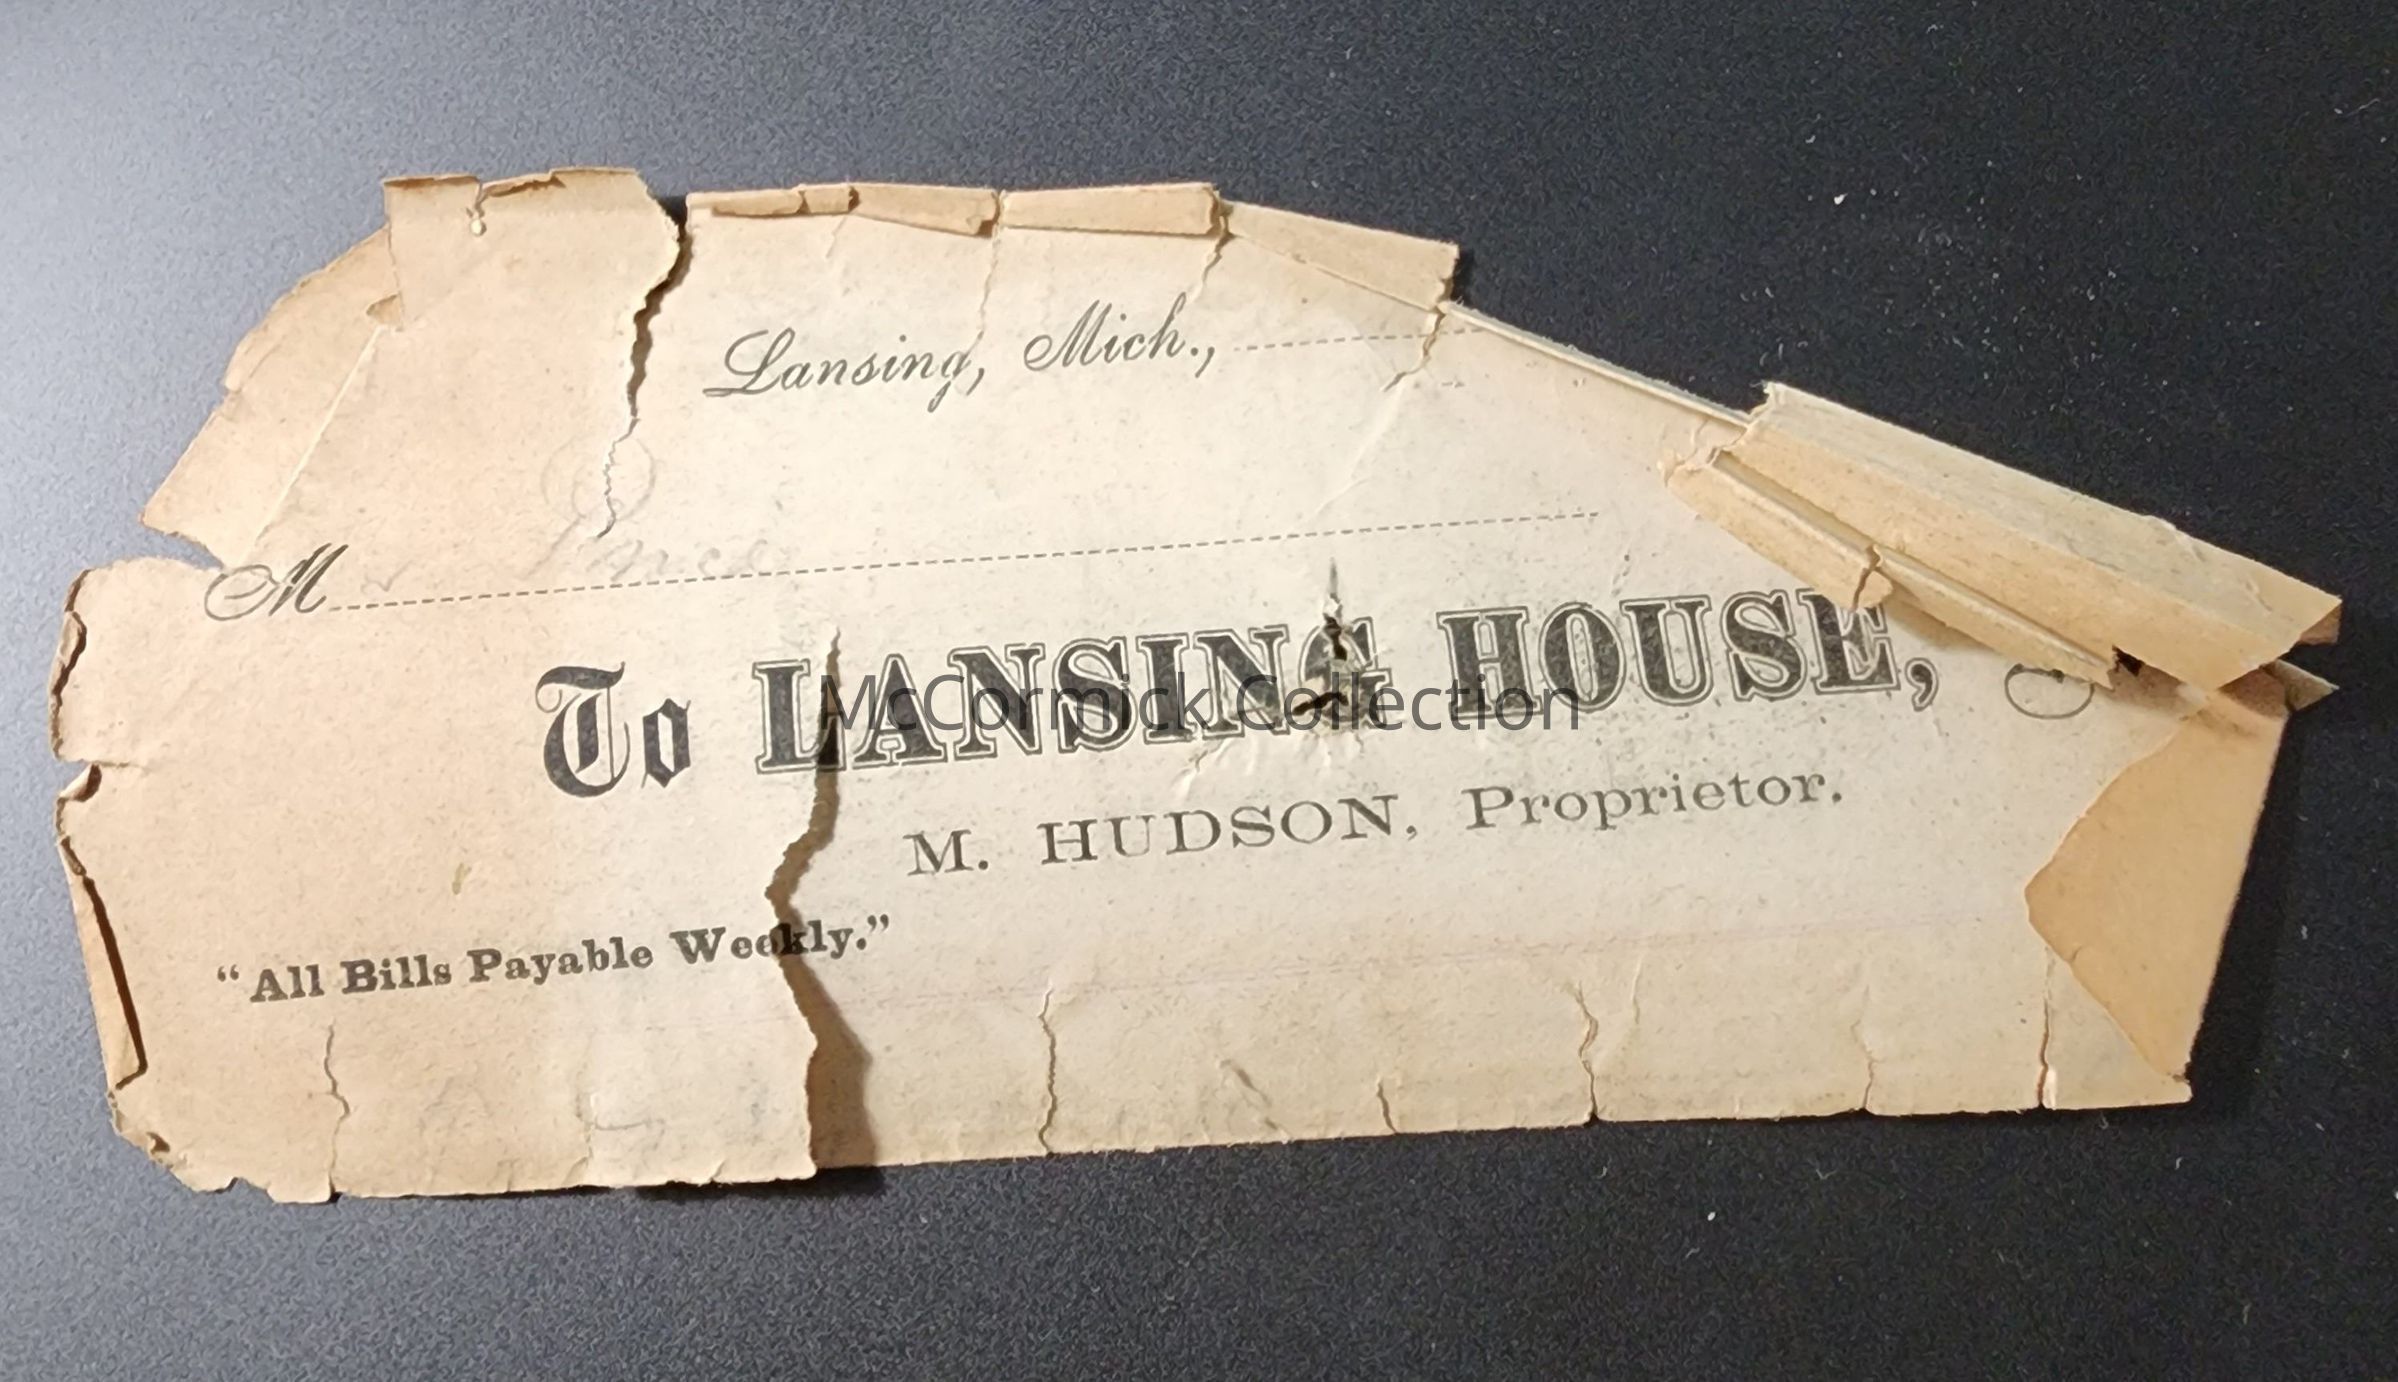 Lansing, Mich.,
M
To LANSING HOUSE,
M. HUDSON, Proprietor.
"All Bills Payable Weekly."
McCormick Collection